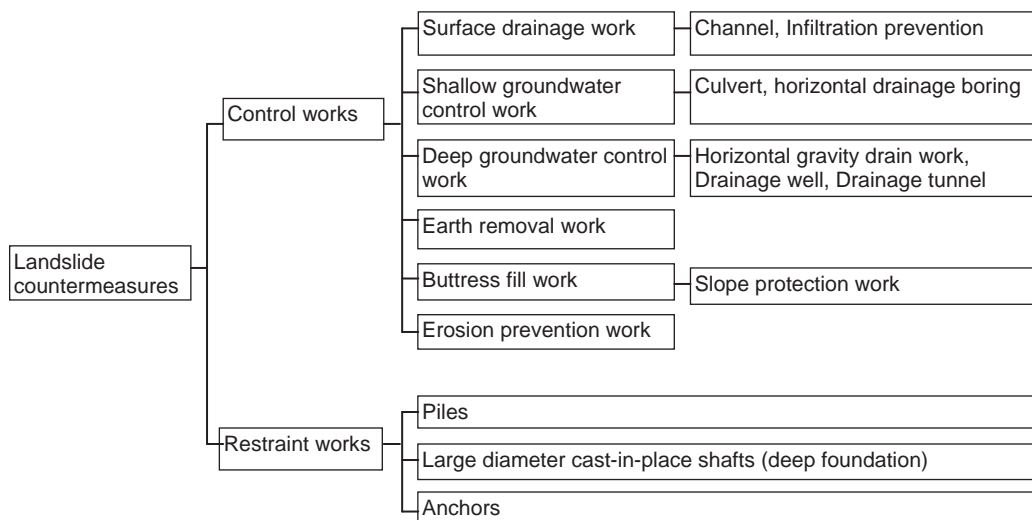 Surface drainage work
Channel, Infiltration prevention
Shallow groundwater
control work
Culvert, horizontal drainage boring
Control works
Deep groundwater control
work
Horizontal gravity drain work,
Drainage well, Drainage tunnel
Earth removal work
Landslide
countermeasures
Buttress fill work
Slope protection work
Erosion prevention work
Piles
Restraint works
Large diameter cast-in-place shafts (deep foundation)
Anchors